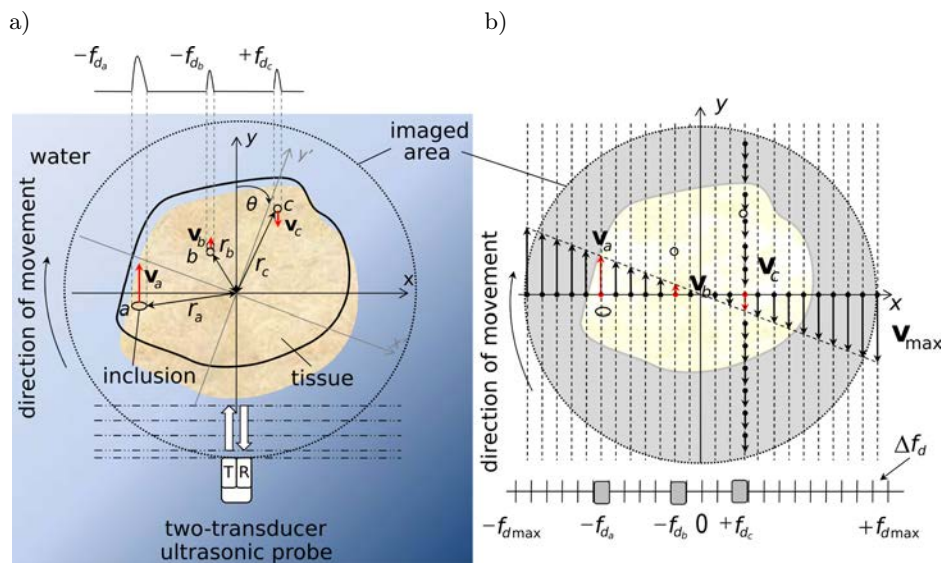 a)
−f_da −f_db +f_dc
water
y
y'
imaged area
θ
c
v_c
v_b
b
r_b
r_c
v_a
a
r_a
x
x'
direction of movement
inclusion
tissue
T R
two-transducer
ultrasonic probe
b)
y
v_a
v_b
v_c
x
v_max
direction of movement
Δf_d
−f_dmax −f_da −f_db 0 +f_dc +f_dmax